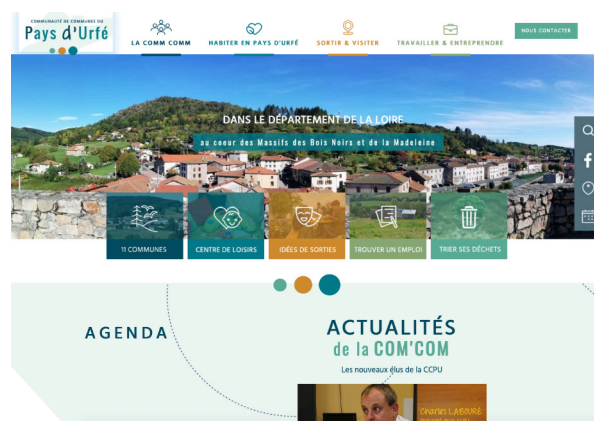 COMMUNAUTÉ DE COMMUNES DU
Pays d'Urfé
LA COMM COMM
HABITER EN PAYS D'URFÉ
SORTIR & VISITER
TRAVAILLER & ENTREPRENDRE
NOUS CONTACTER
DANS LE DÉPARTEMENT DE LA LOIRE
au coeur des Massifs des Bois Noirs et de la Madeleine
11 COMMUNES
CENTRE DE LOISIRS
IDÉES DE SORTIES
TROUVER UN EMPLOI
TRIER SES DÉCHETS
AGENDA
ACTUALITÉS
de la COM'COM
Les nouveaux élus de la CCPU
Charles LABOURÉ